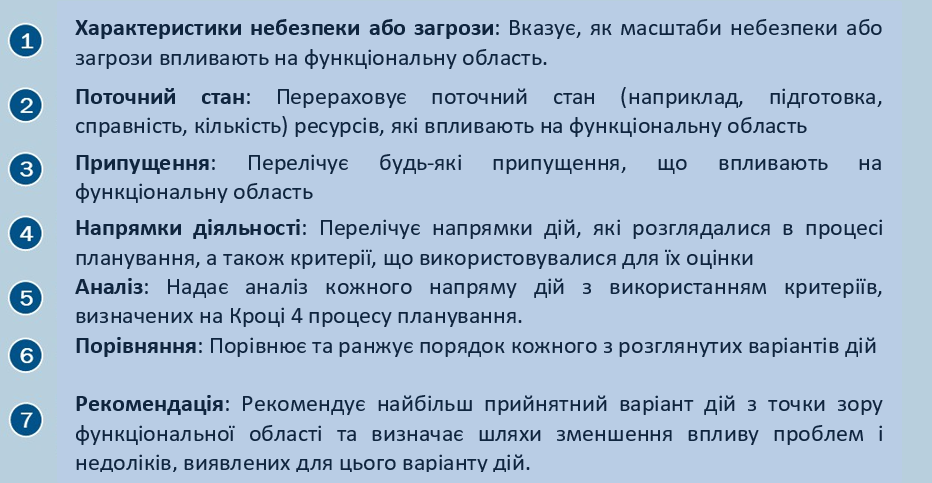 1 Характеристики небезпеки або загрози: Вказує, як масштаби небезпеки або
загрози впливають на функціональну область.
2 Поточний стан: Перераховує поточний стан (наприклад, підготовка,
справність, кількість) ресурсів, які впливають на функціональну область
3 Припущення: Перелічує будь-які припущення, що впливають на
функціональну область
4 Напрямки діяльності: Перелічує напрямки дій, які розглядалися в процесі
планування, а також критерії, що використовувалися для їх оцінки
5 Аналіз: Надає аналіз кожного напряму дій з використанням критеріїв,
визначених на Кроці 4 процесу планування.
6 Порівняння: Порівнює та ранжує порядок кожного з розглянутих варіантів дій
7 Рекомендація: Рекомендує найбільш прийнятний варіант дій з точки зору
функціональної області та визначає шляхи зменшення впливу проблем і
недоліків, виявлених для цього варіанту дій.